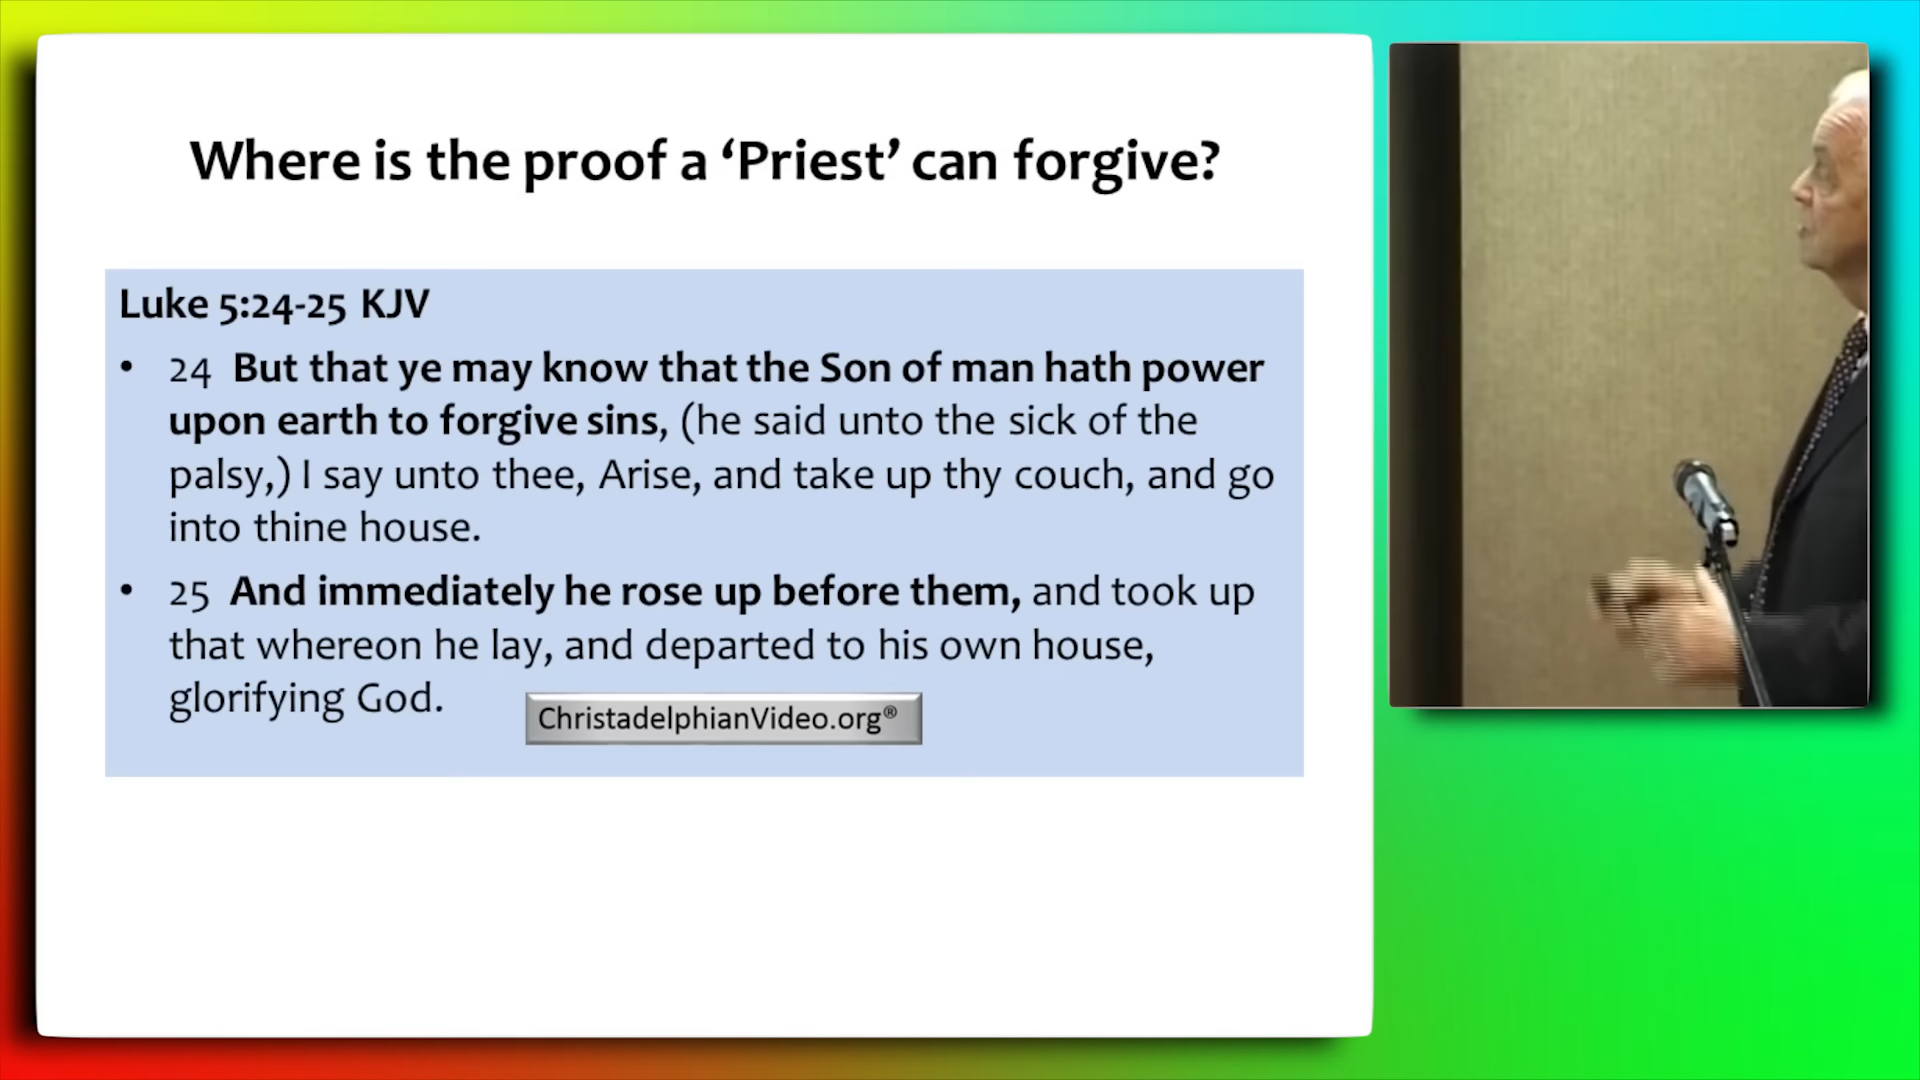 Where is the proof a ‘Priest’ can forgive?
Luke 5:24-25 KJV
• 24 But that ye may know that the Son of man hath power
upon earth to forgive sins, (he said unto the sick of the
palsy,) I say unto thee, Arise, and take up thy couch, and go
into thine house.
• 25 And immediately he rose up before them, and took up
that whereon he lay, and departed to his own house,
glorifying God.
ChristadelphianVideo.org®